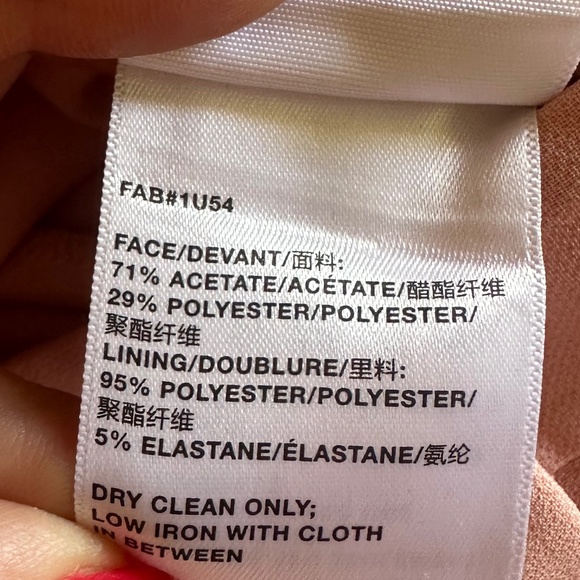 FAB#1U54
FACE/DEVANT/面料:
71% ACETATE/ACÉTATE/醋酯纤维
29% POLYESTER/POLYESTER/
聚酯纤维
LINING/DOUBLURE/里料:
95% POLYESTER/POLYESTER/
聚酯纤维
5% ELASTANE/ÉLASTANE/氨纶
DRY CLEAN ONLY;
LOW IRON WITH CLOTH
IN BETWEEN